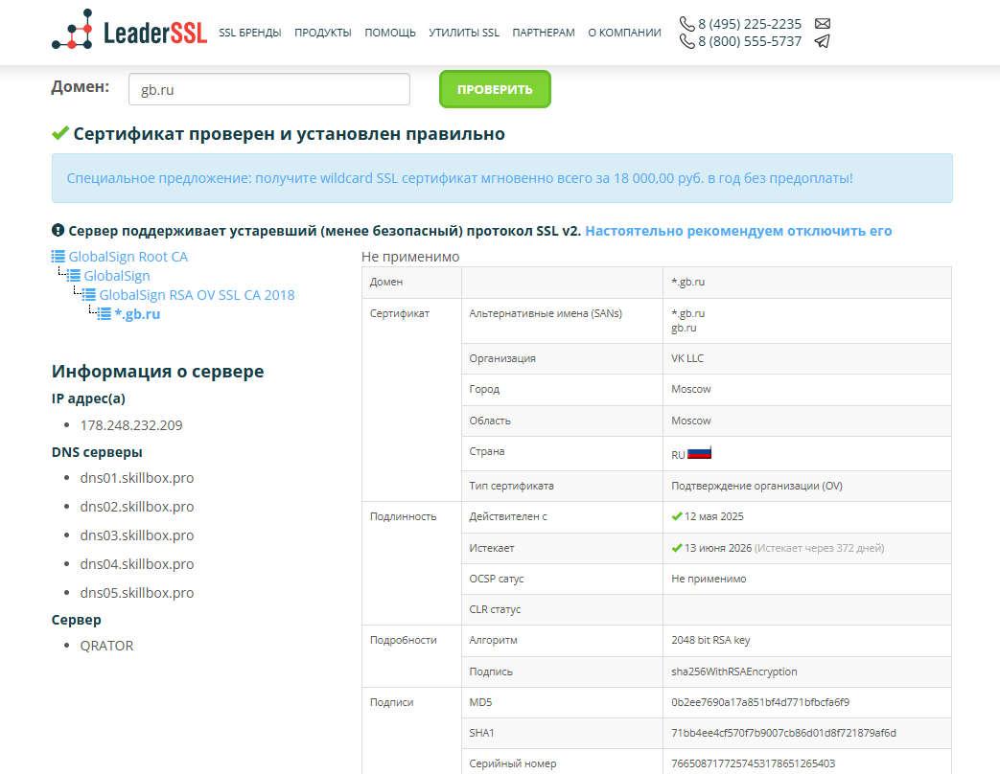 LeaderSSL
SSL БРЕНДЫ ПРОДУКТЫ ПОМОЩЬ УТИЛИТЫ SSL ПАРТНЕРАМ О КОМПАНИИ
8 (495) 225-2235
8 (800) 555-5737
Домен: gb.ru ПРОВЕРИТЬ
Сертификат проверен и установлен правильно
Специальное предложение: получите wildcard SSL сертификат мгновенно всего за 18 000,00 руб. в год без предоплаты!
Сервер поддерживает устаревший (менее безопасный) протокол SSL v2. Настоятельно рекомендуем отключить его
GlobalSign Root CA
GlobalSign
GlobalSign RSA OV SSL CA 2018
*.gb.ru
Информация о сервере
IP адрес(а)
178.248.232.209
DNS серверы
dns01.skillbox.pro
dns02.skillbox.pro
dns03.skillbox.pro
dns04.skillbox.pro
dns05.skillbox.pro
Сервер
QRATOR
Не применимо
Домен *.gb.ru
Сертификат Альтернативные имена (SANs) *.gb.ru
gb.ru
Организация VK LLC
Город Moscow
Область Moscow
Страна RU
Тип сертификата Подтверждение организации (OV)
Подлинность Действителен с 12 мая 2025
Истекает 13 июня 2026 (Истекает через 372 дней)
OCSP сатус Не применимо
CLR статус
Подробности Алгоритм 2048 bit RSA key
Подпись sha256WithRSAEncryption
Подписи MD5 0b2ee7690a17a851bf4d771bfbcfa6f9
SHA1 71bb4ee4cf570f7b9007cb86d01d8f721879af6d
Серийный номер 7665087177257453178651265403